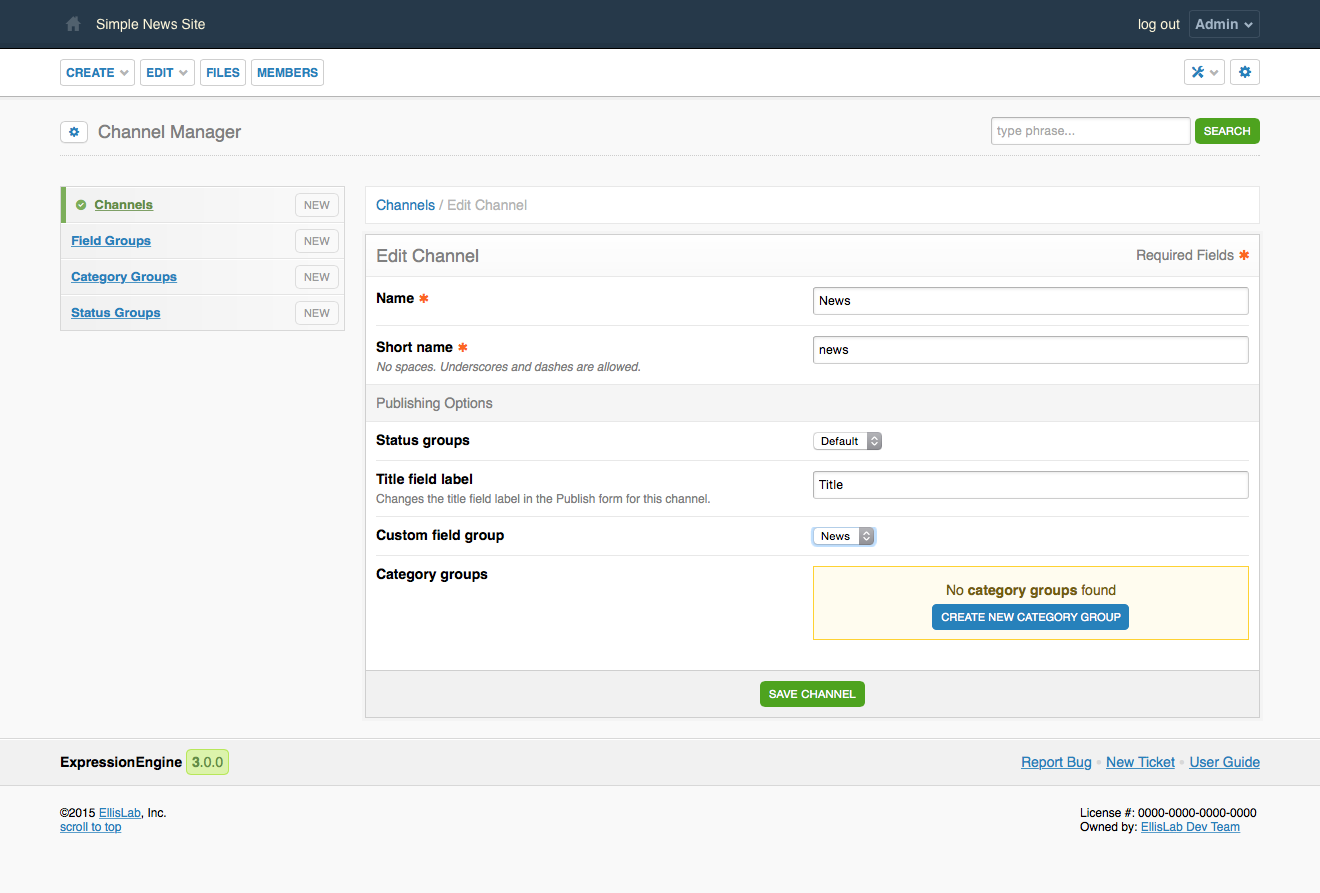 Simple News Site
log out Admin
CREATE EDIT FILES MEMBERS
Channel Manager
type phrase... SEARCH
Channels NEW
Field Groups NEW
Category Groups NEW
Status Groups NEW
Channels / Edit Channel
Edit Channel Required Fields ✱
Name ✱ News
Short name ✱ news
No spaces. Underscores and dashes are allowed.
Publishing Options
Status groups Default
Title field label Title
Changes the title field label in the Publish form for this channel.
Custom field group News
Category groups
No category groups found
CREATE NEW CATEGORY GROUP
SAVE CHANNEL
ExpressionEngine 3.0.0
Report Bug • New Ticket • User Guide
©2015 EllisLab, Inc.
scroll to top
License #: 0000-0000-0000-0000
Owned by: EllisLab Dev Team